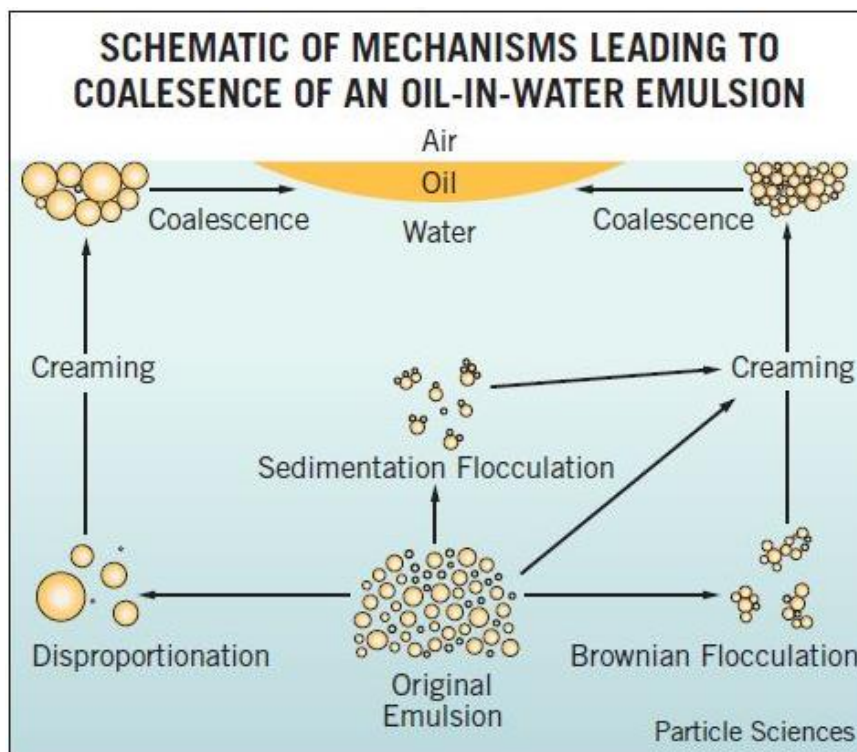 SCHEMATIC OF MECHANISMS LEADING TO
COALESENCE OF AN OIL-IN-WATER EMULSION
Air
Oil
Coalescence
Water
Coalescence
Creaming
Creaming
Sedimentation Flocculation
Disproportionation
Brownian Flocculation
Original
Emulsion
Particle Sciences